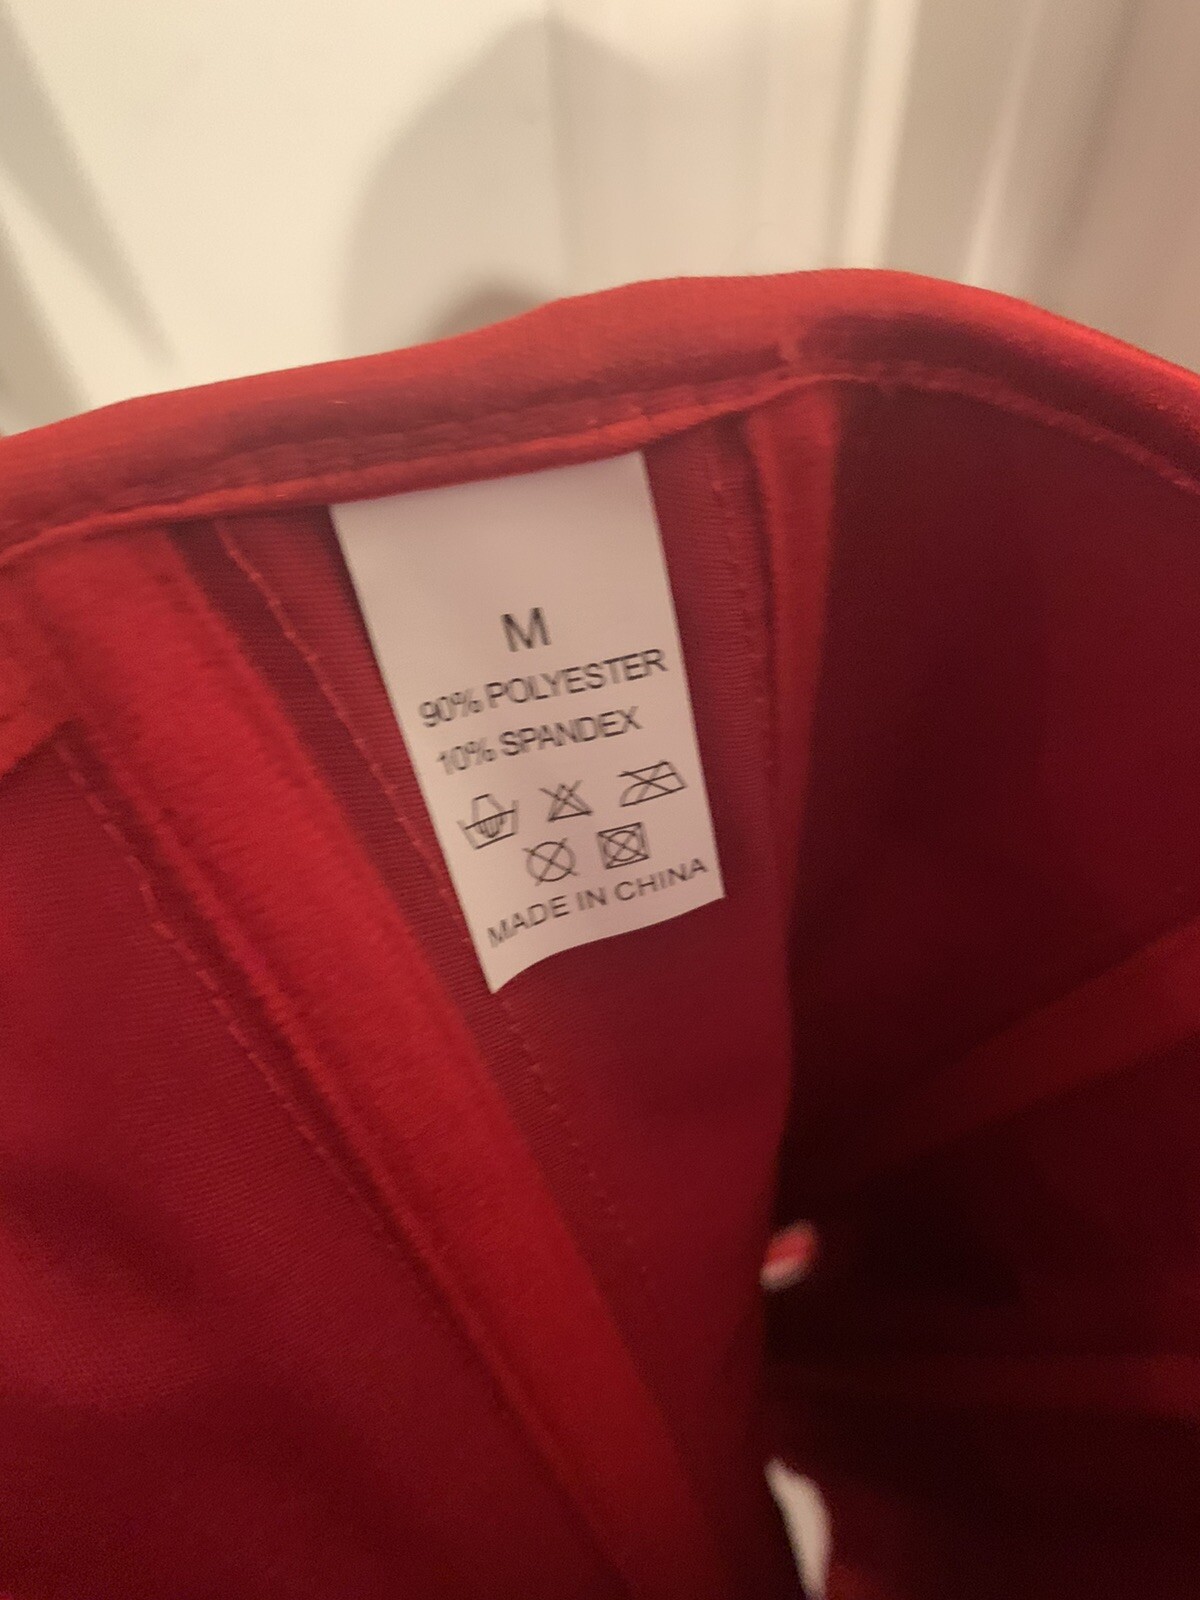 M
90% POLYESTER
10% SPANDEX
MADE IN CHINA